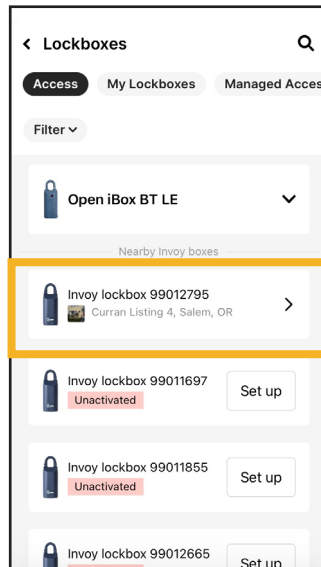 Lockboxes
Access My Lockboxes Managed Acces
Filter
Open iBox BT LE
Nearby Invoy boxes
Invoy lockbox 99012795
Curran Listing 4, Salem, OR
Invoy lockbox 99011697
Unactivated
Set up
Invoy lockbox 99011855
Unactivated
Set up
Invoy lockbox 99012665
Set up